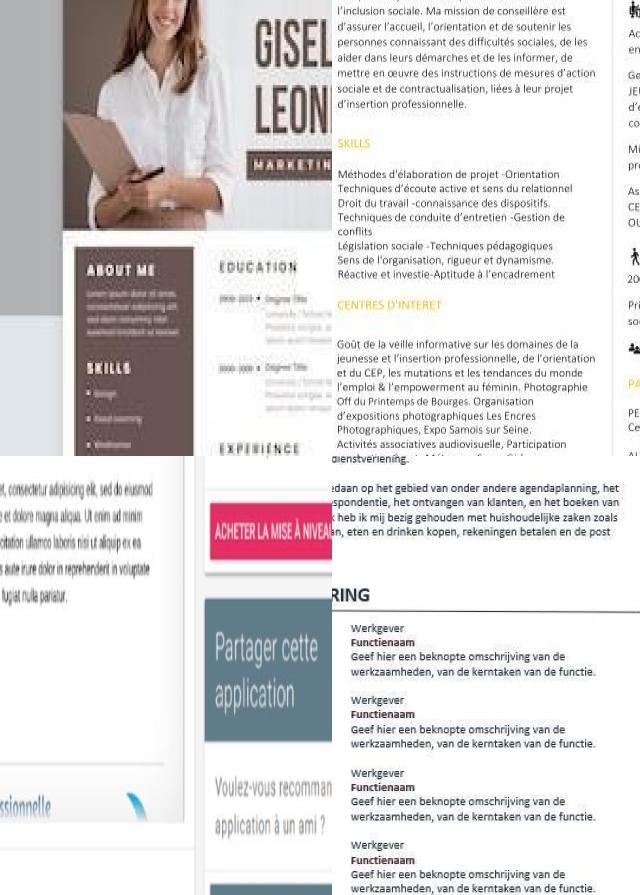 GISEL
LEON
MARKETIN
ABOUT ME
SKILLS
EDUCATION
EXPERIENCE
l'inclusion sociale. Ma mission de conseillère est
d'assurer l'accueil, l'orientation et de soutenir les
personnes connaissant des difficultés sociales, de les
aider dans leurs démarches et de les informer, de
mettre en œuvre des instructions de mesures d'action
sociale et de contractualisation, liées à leur projet
d'insertion professionnelle.
SKILLS
Méthodes d'élaboration de projet -Orientation
Techniques d'écoute active et sens du relationnel
Droit du travail -connaissance des dispositifs.
Techniques de conduite d'entretien -Gestion de
conflits
Législation sociale -Techniques pédagogiques
Sens de l'organisation, rigueur et dynamisme.
Réactive et investie-Aptitude à l'encadrement
CENTRES D'INTERET
Goût de la veille informative sur les domaines de la
jeunesse et l'insertion professionnelle, de l'orientation
et du CEP, les mutations et les tendances du monde
l'emploi & l'empowerment au féminin. Photographie
Off du Printemps de Bourges. Organisation
d'expositions photographiques Les Encres
Photographiques, Expo Samois sur Seine.
Activités associatives audiovisuelle, Participation
Ac
en
Ge
JEU
d'e
co
Mi
pro
As
CE
OU
200
Pri
so
PA
PE
Ce
et, consectetur adipisicing elit, sed do eiusmod
e et dolore magna aliqua. Ut enim ad minim
citation ullamco laboris nisi ut aliquip ex ea
s aute irure dolor in reprehenderit in voluptate
fugiat nulla pariatur.
ssionnelle
ACHETER LA MISE À NIVEA
Partager cette
application
Voulez-vous recomman
application à un ami ?
dienstverlening.
edaan op het gebied van onder andere agendaplanning, het
spondentie, het ontvangen van klanten, en het boeken van
k heb ik mij bezig gehouden met huishoudelijke zaken zoals
an, eten en drinken kopen, rekeningen betalen en de post
RING
Werkgever
Functienaam
Geef hier een beknopte omschrijving van de
werkzaamheden, van de kerntaken van de functie.
Werkgever
Functienaam
Geef hier een beknopte omschrijving van de
werkzaamheden, van de kerntaken van de functie.
Werkgever
Functienaam
Geef hier een beknopte omschrijving van de
werkzaamheden, van de kerntaken van de functie.
Werkgever
Functienaam
Geef hier een beknopte omschrijving van de
werkzaamheden, van de kerntaken van de functie.